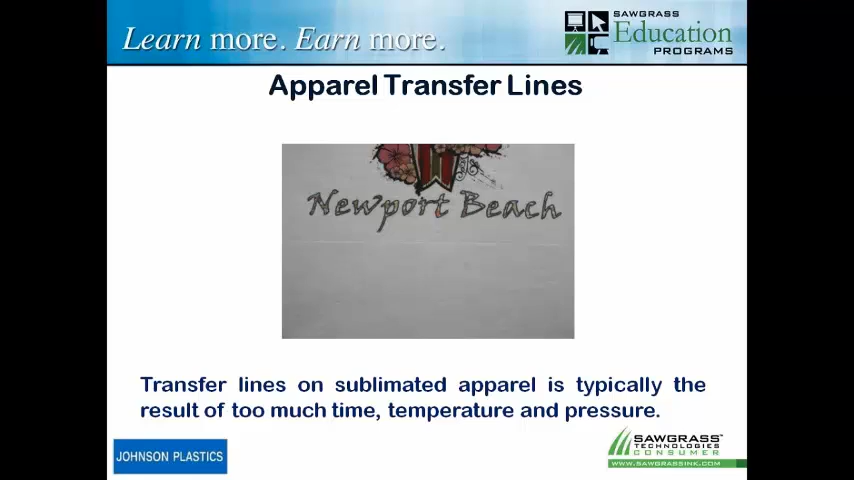 Learn more. Earn more.
SAWGRASS
Education
PROGRAMS
Apparel Transfer Lines
Newport Beach
Transfer lines on sublimated apparel is typically the
result of too much time, temperature and pressure.
JOHNSON PLASTICS
SAWGRASS
TECHNOLOGIES
CONSUMER
WWW.SAWGRASSINK.COM